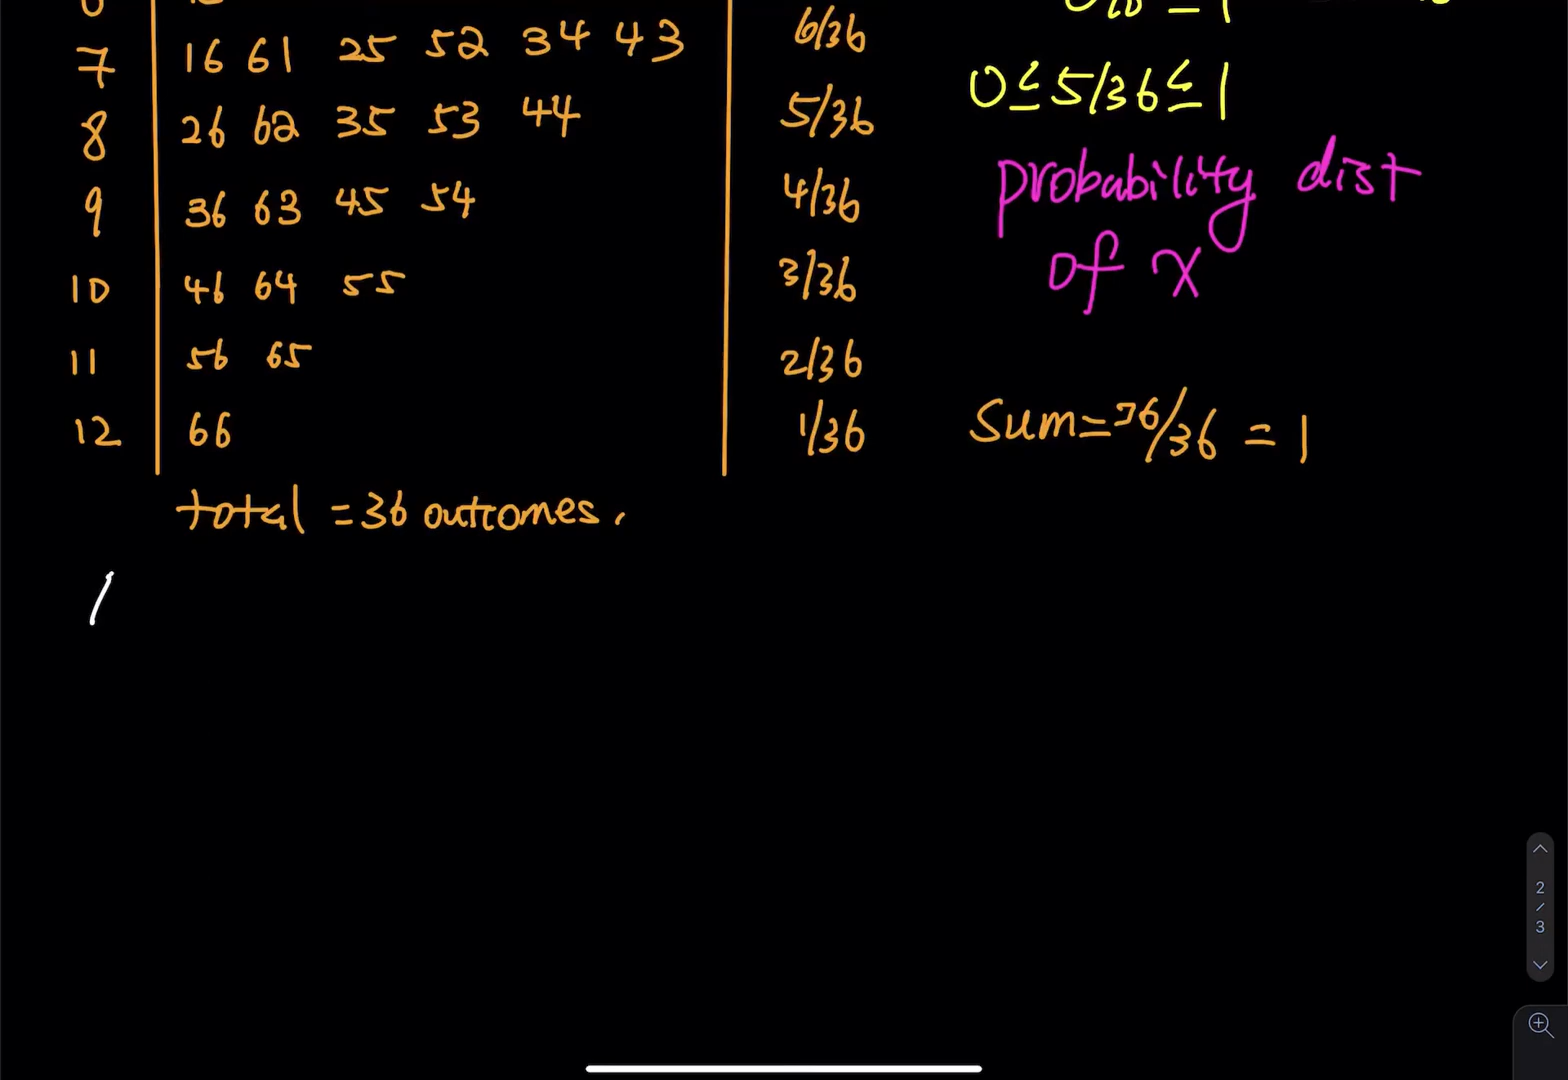 7 16 61 25 52 34 43 6/36
0 ≤ 5/36 ≤ 1
8 26 62 35 53 44 5/36
probability dist
9 36 63 45 54 4/36
of x
10 46 64 55 3/36
11 56 65 2/36
12 66 1/36 Sum = 36/36 = 1
total = 36 outcomes.
2
/
3